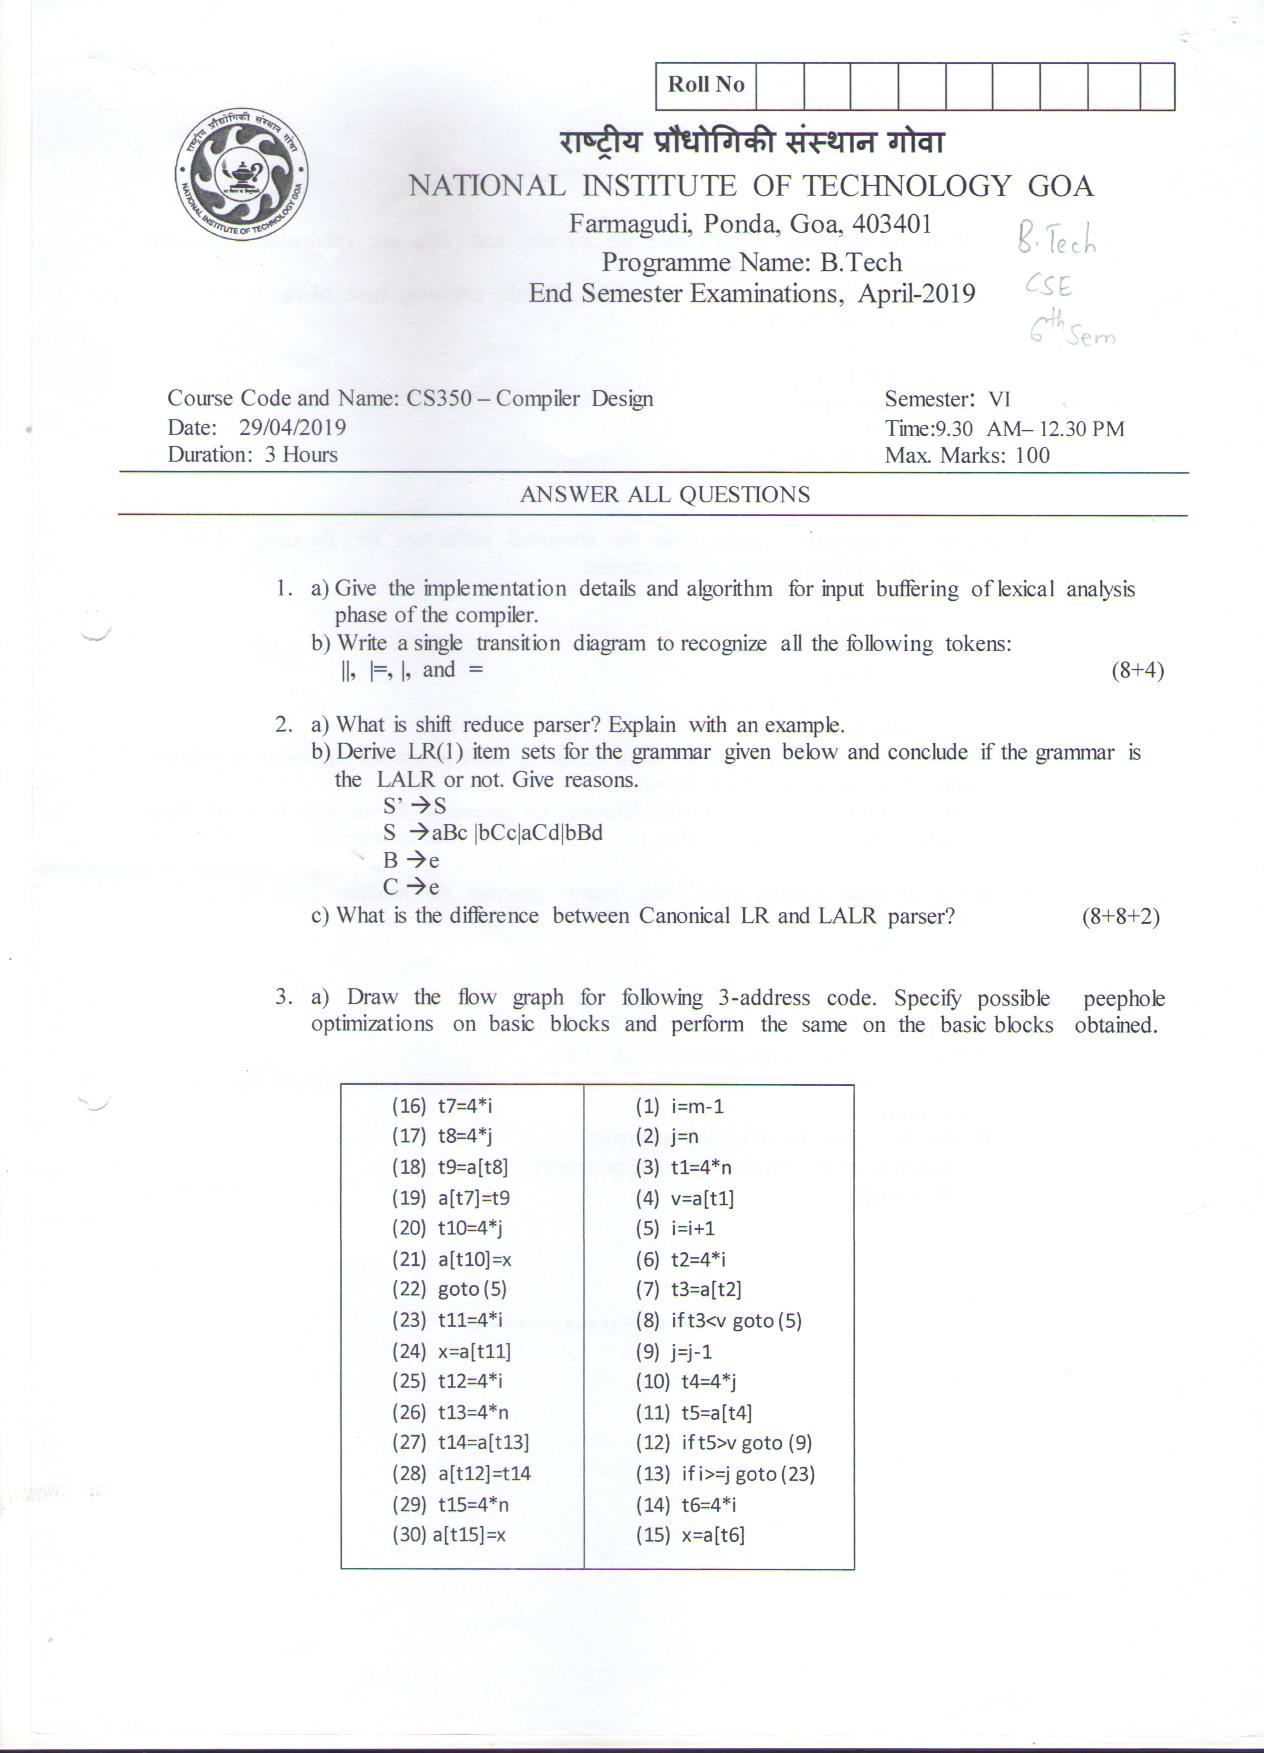 Roll No
राष्ट्रीय प्रौधोगिकी संस्थान गोवा
राष्ट्रीय प्रौद्योगिकी संस्थान गोवा
NATIONAL INSTITUTE OF TECHNOLOGY GOA
NATIONAL INSTITUTE OF TECHNOLOGY GOA
Farmagudi, Ponda, Goa, 403401
Programme Name: B.Tech
End Semester Examinations, April-2019
B.Tech
CSE
6th Sem
Course Code and Name: CS350 – Compiler Design Semester: VI
Date: 29/04/2019 Time:9.30 AM– 12.30 PM
Duration: 3 Hours Max. Marks: 100
ANSWER ALL QUESTIONS
1. a) Give the implementation details and algorithm for input buffering of lexical analysis
phase of the compiler.
b) Write a single transition diagram to recognize all the following tokens:
||, |=, |, and = (8+4)
2. a) What is shift reduce parser? Explain with an example.
b) Derive LR(1) item sets for the grammar given below and conclude if the grammar is
the LALR or not. Give reasons.
S’ →S
S →aBc |bCc|aCd|bBd
B →e
C →e
c) What is the difference between Canonical LR and LALR parser? (8+8+2)
3. a) Draw the flow graph for following 3-address code. Specify possible peephole
optimizations on basic blocks and perform the same on the basic blocks obtained.
(16) t7=4*i (1) i=m-1
(17) t8=4*j (2) j=n
(18) t9=a[t8] (3) t1=4*n
(19) a[t7]=t9 (4) v=a[t1]
(20) t10=4*j (5) i=i+1
(21) a[t10]=x (6) t2=4*i
(22) goto (5) (7) t3=a[t2]
(23) t11=4*i (8) if t3<v goto (5)
(24) x=a[t11] (9) j=j-1
(25) t12=4*i (10) t4=4*j
(26) t13=4*n (11) t5=a[t4]
(27) t14=a[t13] (12) if t5>v goto (9)
(28) a[t12]=t14 (13) if i>=j goto (23)
(29) t15=4*n (14) t6=4*i
(30) a[t15]=x (15) x=a[t6]